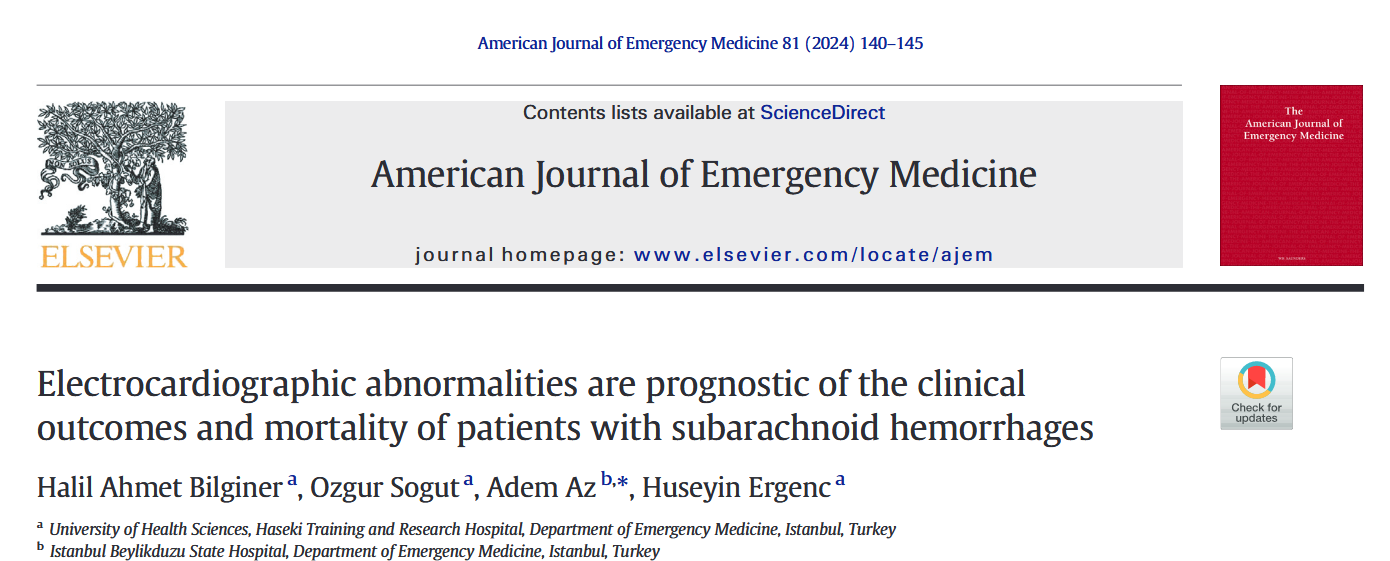 American Journal of Emergency Medicine 81 (2024) 140–145
Contents lists available at ScienceDirect
American Journal of Emergency Medicine
journal homepage: www.elsevier.com/locate/ajem
ELSEVIER
The
American Journal of
Emergency Medicine
Electrocardiographic abnormalities are prognostic of the clinical
outcomes and mortality of patients with subarachnoid hemorrhages
Check for
updates
Halil Ahmet Bilginer a, Ozgur Sogut a, Adem Az b,*, Huseyin Ergenc a
a University of Health Sciences, Haseki Training and Research Hospital, Department of Emergency Medicine, Istanbul, Turkey
b Istanbul Beylikduzu State Hospital, Department of Emergency Medicine, Istanbul, Turkey